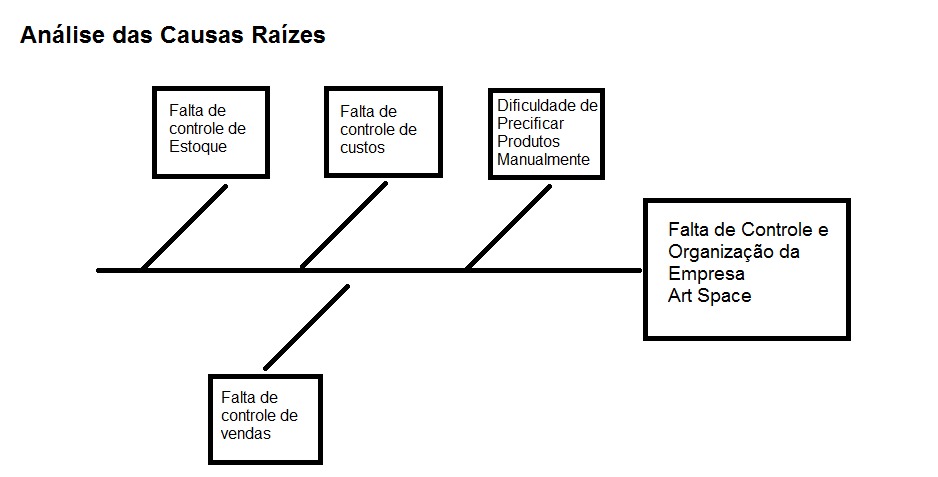 Análise das Causas Raízes
Falta de
controle de
Estoque
Falta de
controle de
custos
Dificuldade de
Precificar
Produtos
Manualmente
Falta de Controle e
Organização da
Empresa
Art Space
Falta de
controle de
vendas